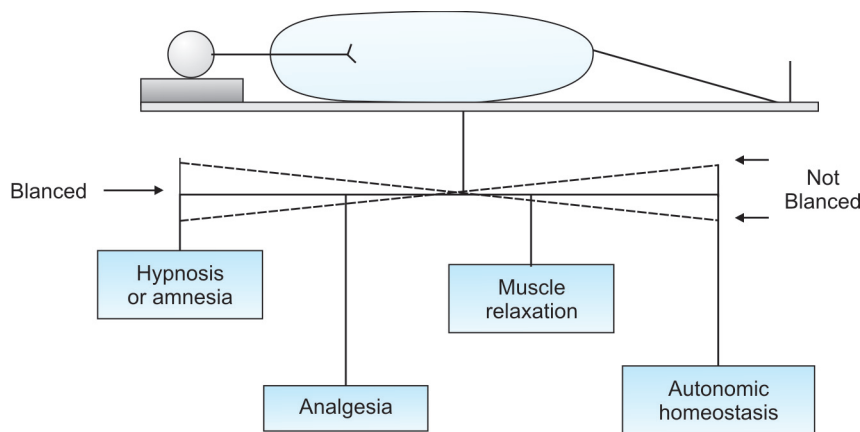 Blanced
Not
Blanced
Hypnosis
or amnesia
Muscle
relaxation
Analgesia
Autonomic
homeostasis